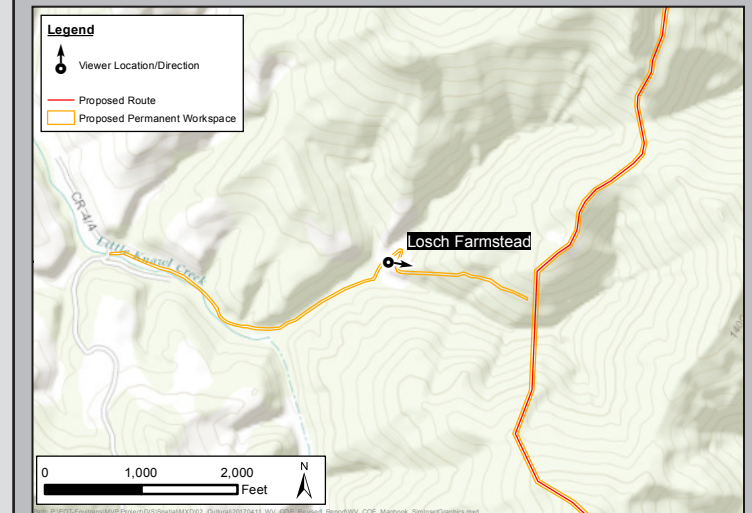 Legend
Viewer Location/Direction
Proposed Route
Proposed Permanent Workspace
CR-4/4
Little Knawl Creek
Losch Farmstead
0 1,000 2,000
Feet
N